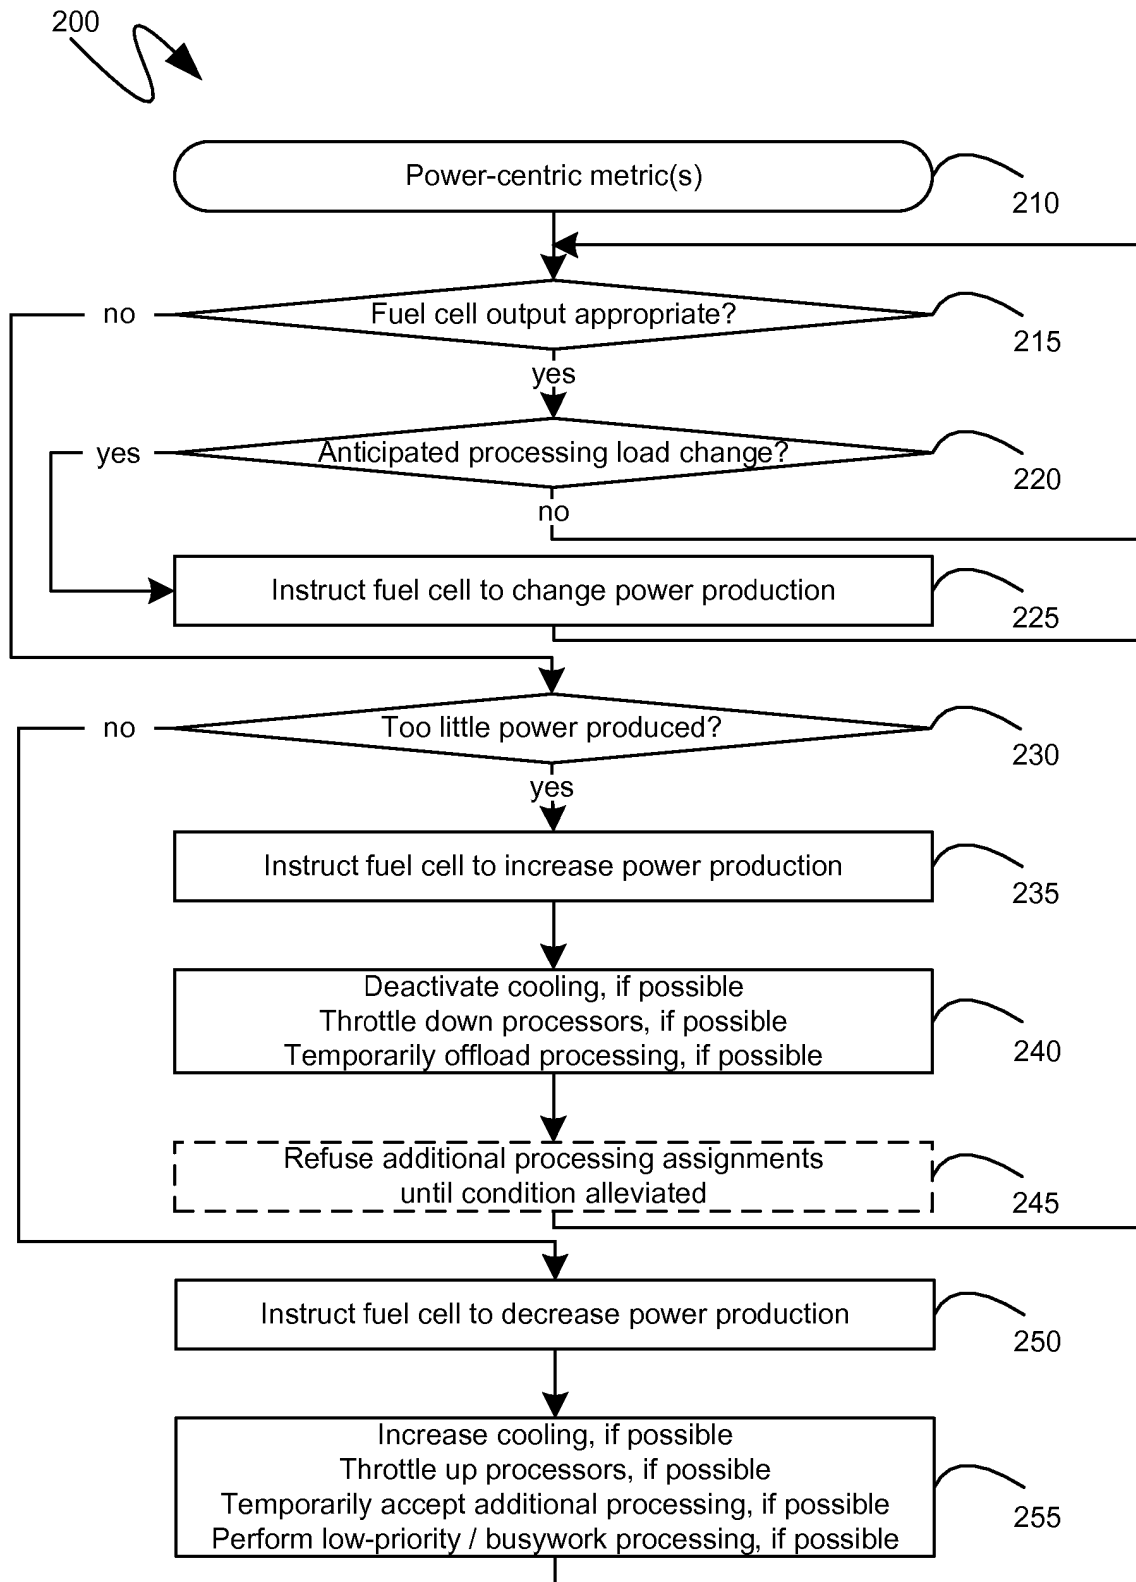 200
Power-centric metric(s)
210
no
Fuel cell output appropriate?
215
yes
yes
Anticipated processing load change?
220
no
Instruct fuel cell to change power production
225
no
Too little power produced?
230
yes
Instruct fuel cell to increase power production
235
Deactivate cooling, if possible
Throttle down processors, if possible
Temporarily offload processing, if possible
240
Refuse additional processing assignments
until condition alleviated
245
Instruct fuel cell to decrease power production
250
Increase cooling, if possible
Throttle up processors, if possible
Temporarily accept additional processing, if possible
Perform low-priority / busywork processing, if possible
255